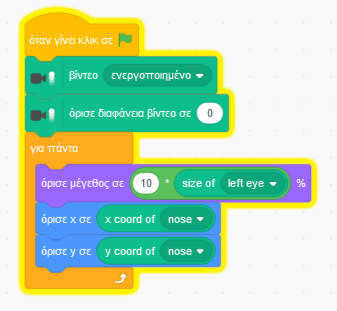 όταν γίνει κλικ σε
βίντεο ενεργοποιημένο
όρισε διαφάνεια βίντεο σε 0
για πάντα
όρισε μέγεθος σε 10 * size of left eye %
όρισε x σε x coord of nose
όρισε y σε y coord of nose